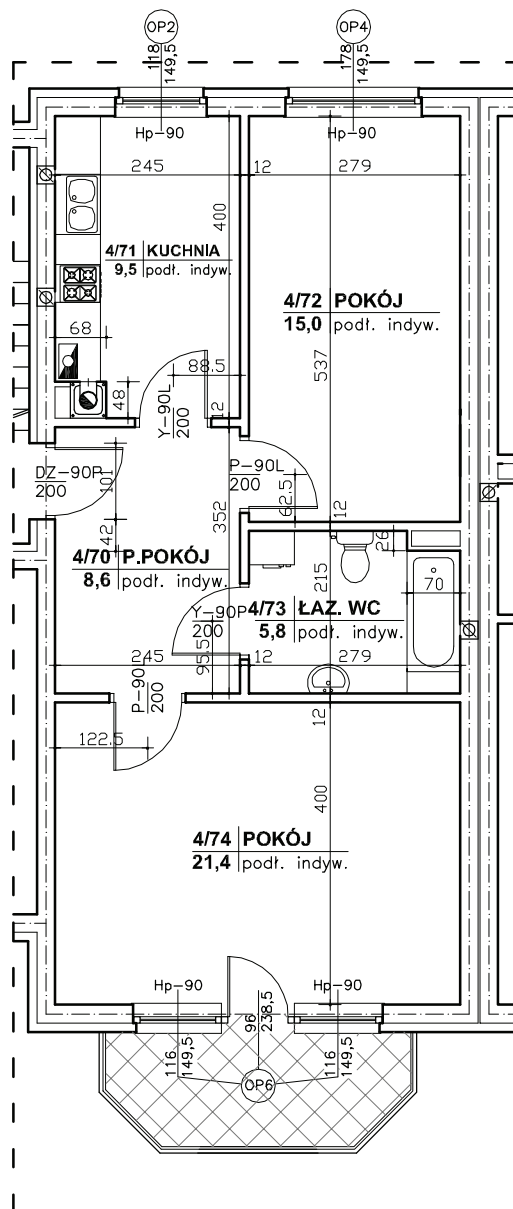 OP2
OP4
118
149,5
178
149,5
Hp-90
Hp-90
245
12
279
400
4/71 KUCHNIA
9,5 podł. indyw.
4/72 POKÓJ
15,0 podł. indyw.
68
537
88.5
48
Y-90L
200
12
DZ-90P
200
101
P-90L
200
62.5
352
12
42
26
4/70 P.POKÓJ
8,6 podł. indyw.
215
70
Y-90P
200
4/73 ŁAZ. WC
5,8 podł. indyw.
95.5
245
12
279
P-90L
200
12
122.5
400
4/74 POKÓJ
21,4 podł. indyw.
Hp-90
Hp-90
96
238,5
116
149,5
116
149,5
OP6